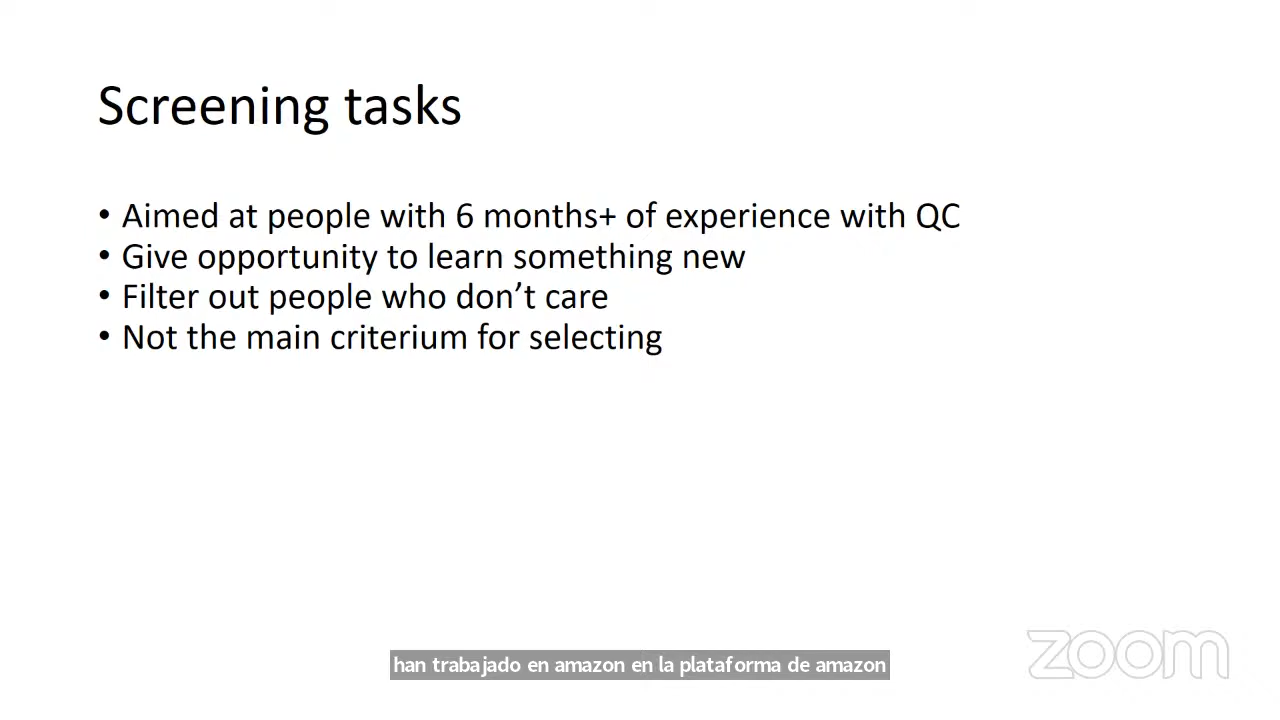 Screening tasks
• Aimed at people with 6 months+ of experience with QC
• Give opportunity to learn something new
• Filter out people who don’t care
• Not the main criterium for selecting
han trabajado en amazon en la plataforma de amazon
zoom